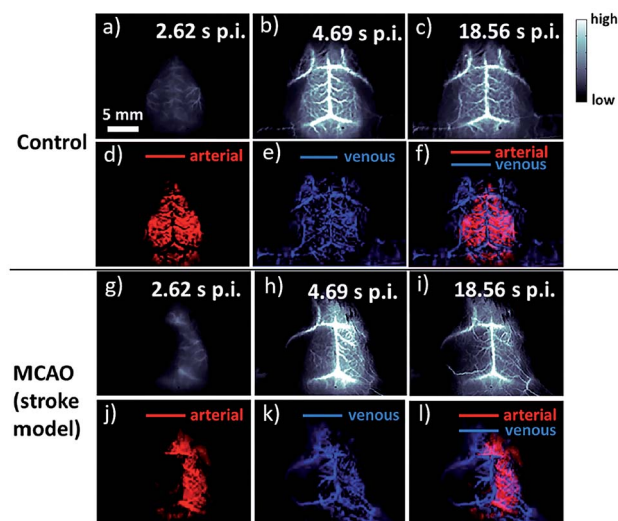 a) 2.62 s p.i.
b) 4.69 s p.i.
c) 18.56 s p.i.
high
low
5 mm
Control
d) arterial
e) venous
f) arterial
venous
g) 2.62 s p.i.
h) 4.69 s p.i.
i) 18.56 s p.i.
MCAO
(stroke
model)
j) arterial
k) venous
l) arterial
venous